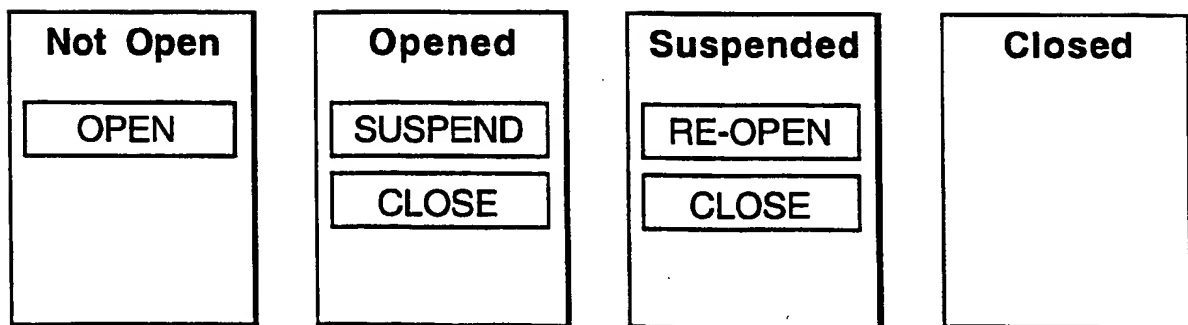 Not Open
OPEN
Opened
SUSPEND
CLOSE
Suspended
RE-OPEN
CLOSE
Closed